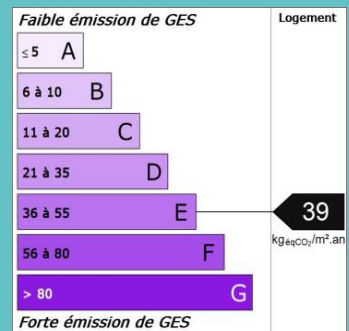 Faible émission de GES
Logement
≤ 5 A
6 à 10 B
11 à 20 C
21 à 35 D
36 à 55 E
39
kgéqCO₂/m².an
56 à 80 F
> 80 G
Forte émission de GES